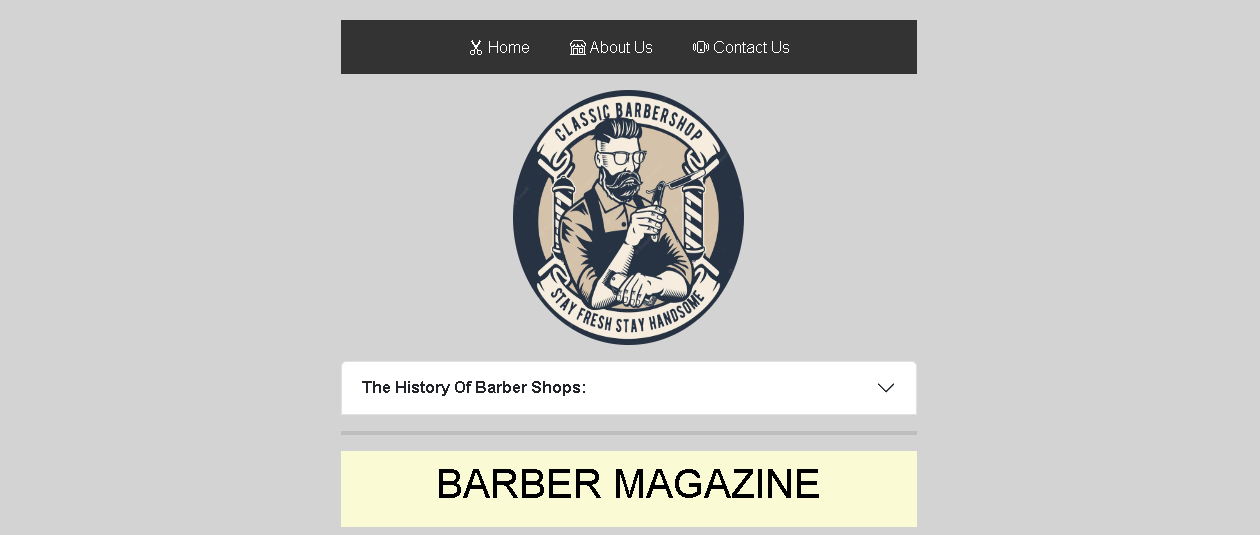 Home About Us Contact Us
CLASSIC BARBERSHOP
STAY FRESH STAY HANDSOME
The History Of Barber Shops:
BARBER MAGAZINE